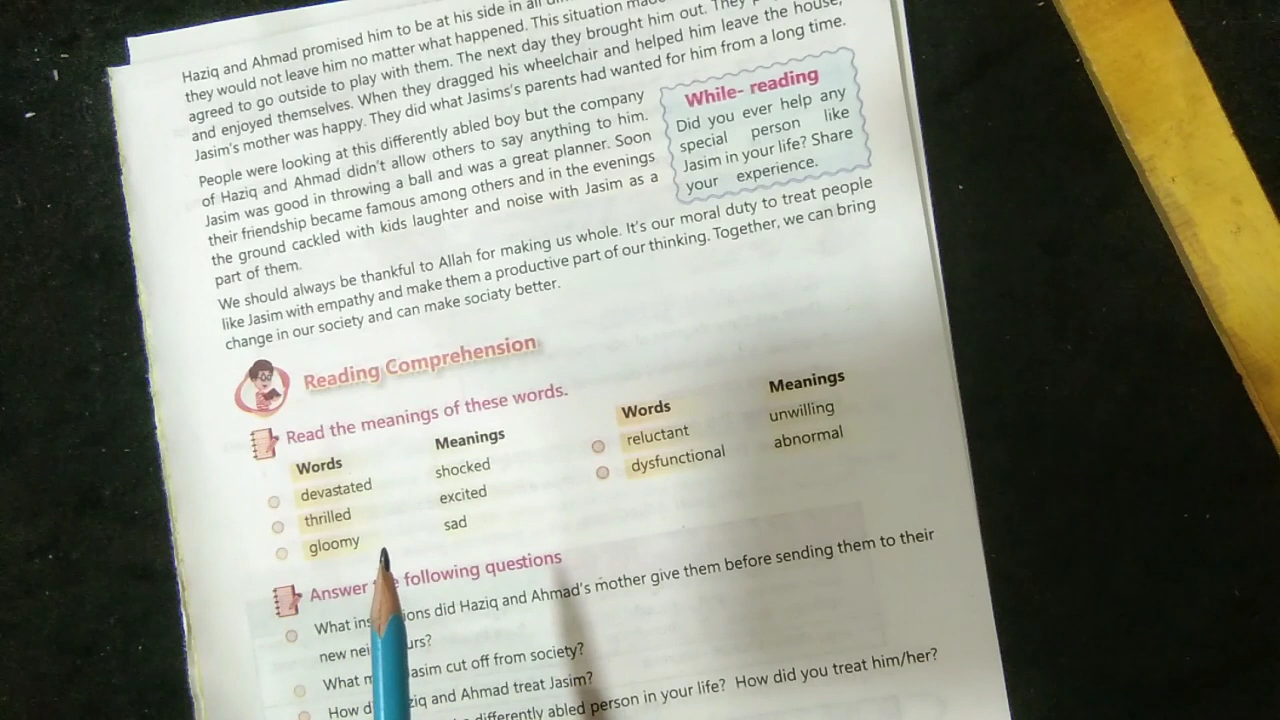 Haziq and Ahmad promised him to be at his side in all
they would not leave him no matter what happened. This situation
agreed to go outside to play with them. The next day they brought him out. They
and enjoyed themselves. When they dragged his wheelchair and helped him leave the house,
Jasim's mother was happy. They did what Jasims's parents had wanted for him from a long time.
People were looking at this differently abled boy but the company
of Haziq and Ahmad didn't allow others to say anything to him.
Jasim was good in throwing a ball and was a great planner. Soon
their friendship became famous among others and in the evenings
the ground cackled with kids laughter and noise with Jasim as a
part of them.
While- reading
Did you ever help any
special person like
Jasim in your life? Share
your experience.
We should always be thankful to Allah for making us whole. It's our moral duty to treat people
like Jasim with empathy and make them a productive part of our thinking. Together, we can bring
change in our society and can make sociaty better.
Reading Comprehension
Read the meanings of these words.
Words Meanings Words Meanings
devastated shocked reluctant unwilling
thrilled excited dysfunctional abnormal
gloomy sad
Answer following questions
What did Haziq and Ahmad's mother give them before sending them to their
new
What Jasim cut off from society?
How and Ahmad treat Jasim?
differently abled person in your life? How did you treat him/her?